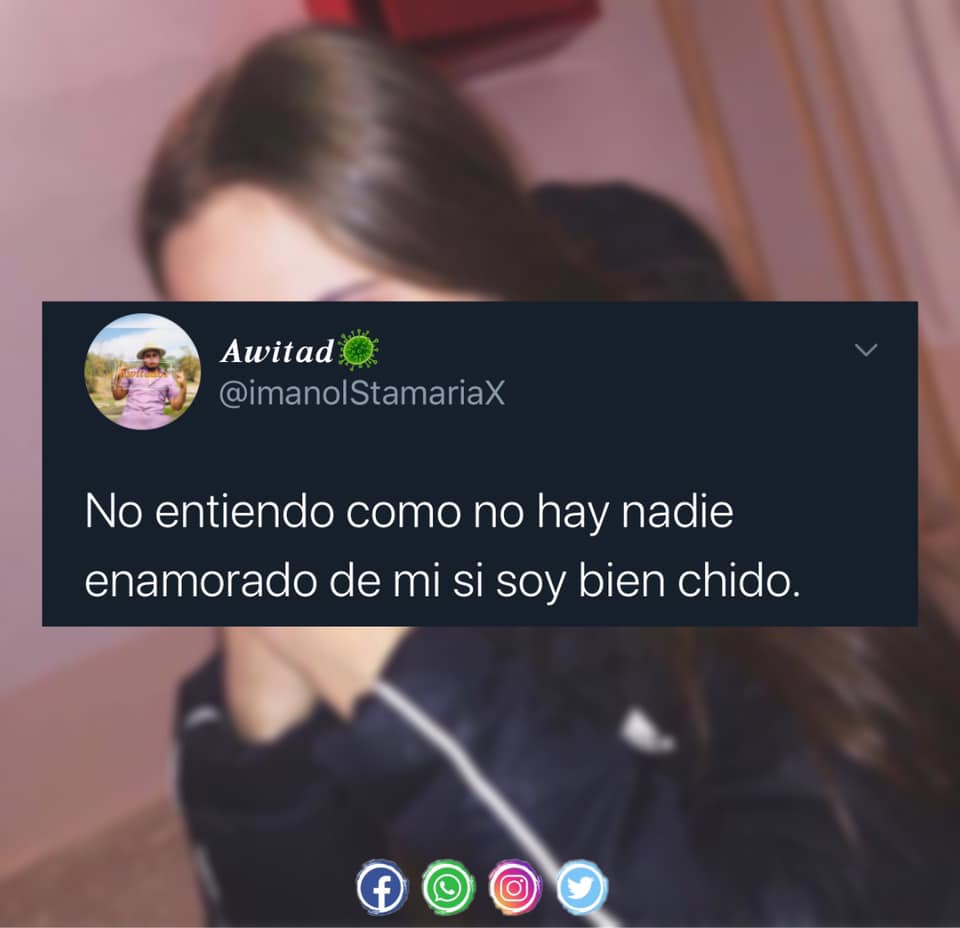 Awitad🦠
@imanolStamariaX
No entiendo como no hay nadie
enamorado de mi si soy bien chido.